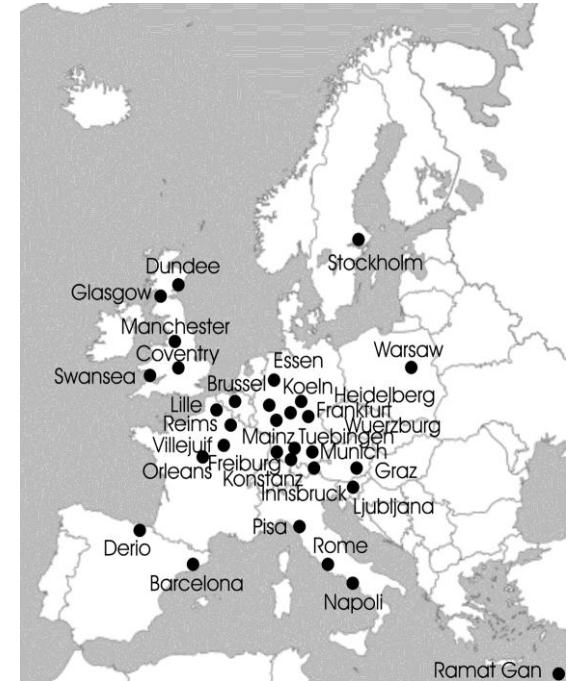 Stockholm
Dundee
Glasgow
Manchester
Coventry
Swansea
Warsaw
Essen
Brussel
Koeln
Heidelberg
Lille
Frankfurt
Reims
Wuerzburg
Villejuif
Mainz
Tuebingen
Orleans
Freiburg
Munich
Konstanz
Graz
Innsbruck
Ljubljana
Pisa
Derio
Rome
Barcelona
Napoli
Ramat Gan